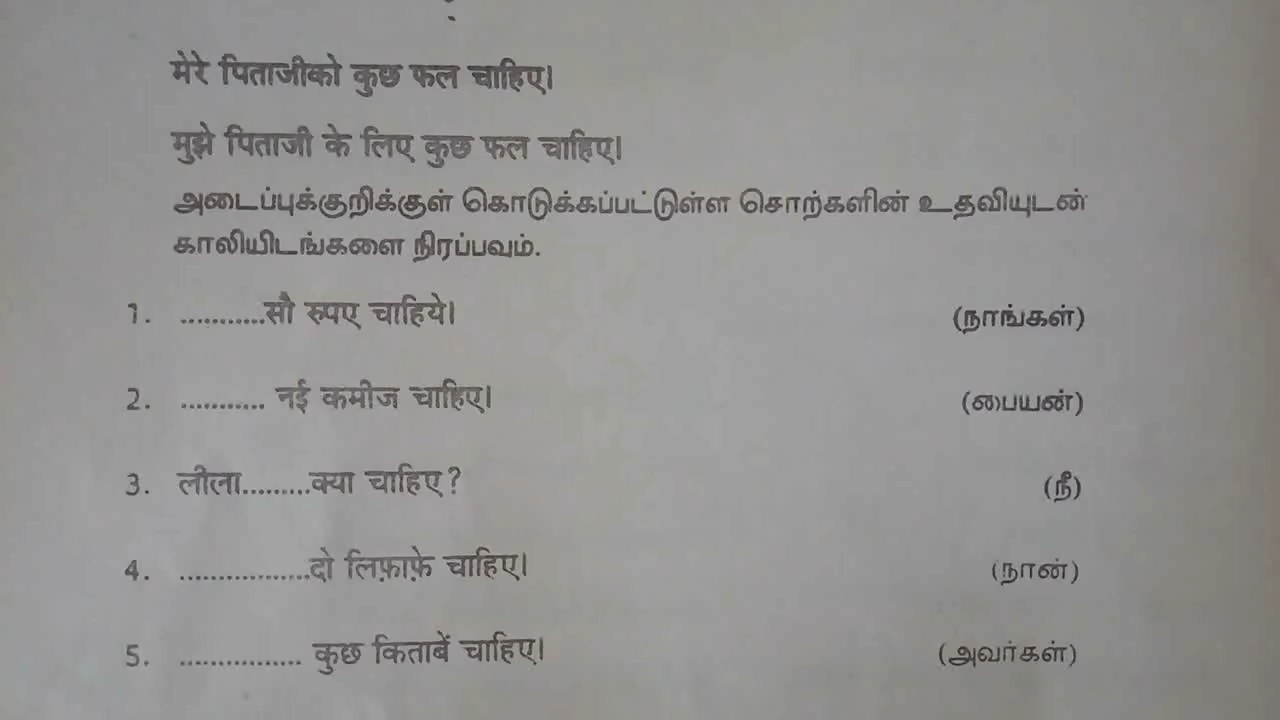 मेरे पिताजीको कुछ फल चाहिए।
मुझे पिताजी के लिए कुछ फल चाहिए।
அடைப்புக்குறிக்குள் கொடுக்கப்பட்டுள்ள சொற்களின் உதவியுடன்
காலியிடங்களை நிரப்பவும்.
1. ...........सौ रुपए चाहिये। (நாங்கள்)
2. ........... नई कमीज चाहिए। (பையன்)
3. लीला.........क्या चाहिए? (நீ)
4. .................दो लिफ़ाफ़े चाहिए। (நான்)
5. ................ कुछ किताबें चाहिए। (அவர்கள்)